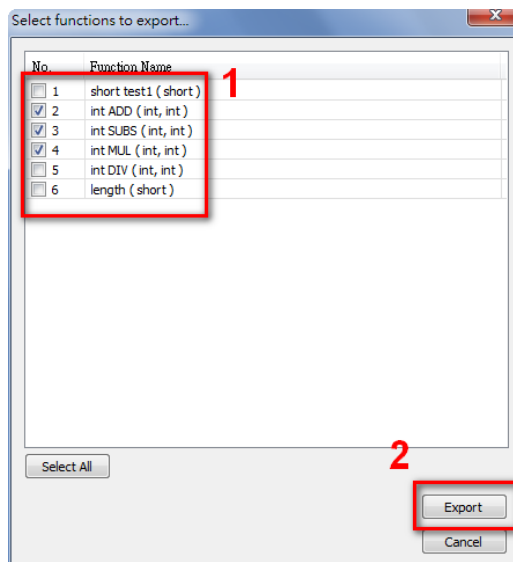 Select functions to export...
x
No. Function Name
1
1 short test1 ( short )
2 int ADD ( int, int )
3 int SUBS ( int, int )
4 int MUL ( int, int )
5 int DIV ( int, int )
6 length ( short )
Select All
2
Export
Cancel